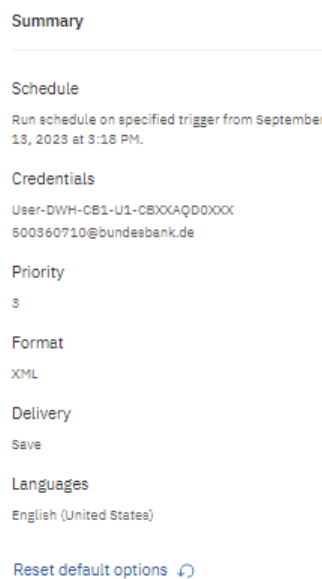 Summary
Schedule
Run schedule on specified trigger from September
13, 2023 at 3:18 PM.
Credentials
User-DWH-CB1-U1-CBXXAQD0XXX
500360710@bundesbank.de
Priority
3
Format
XML
Delivery
Save
Languages
English (United States)
Reset default options